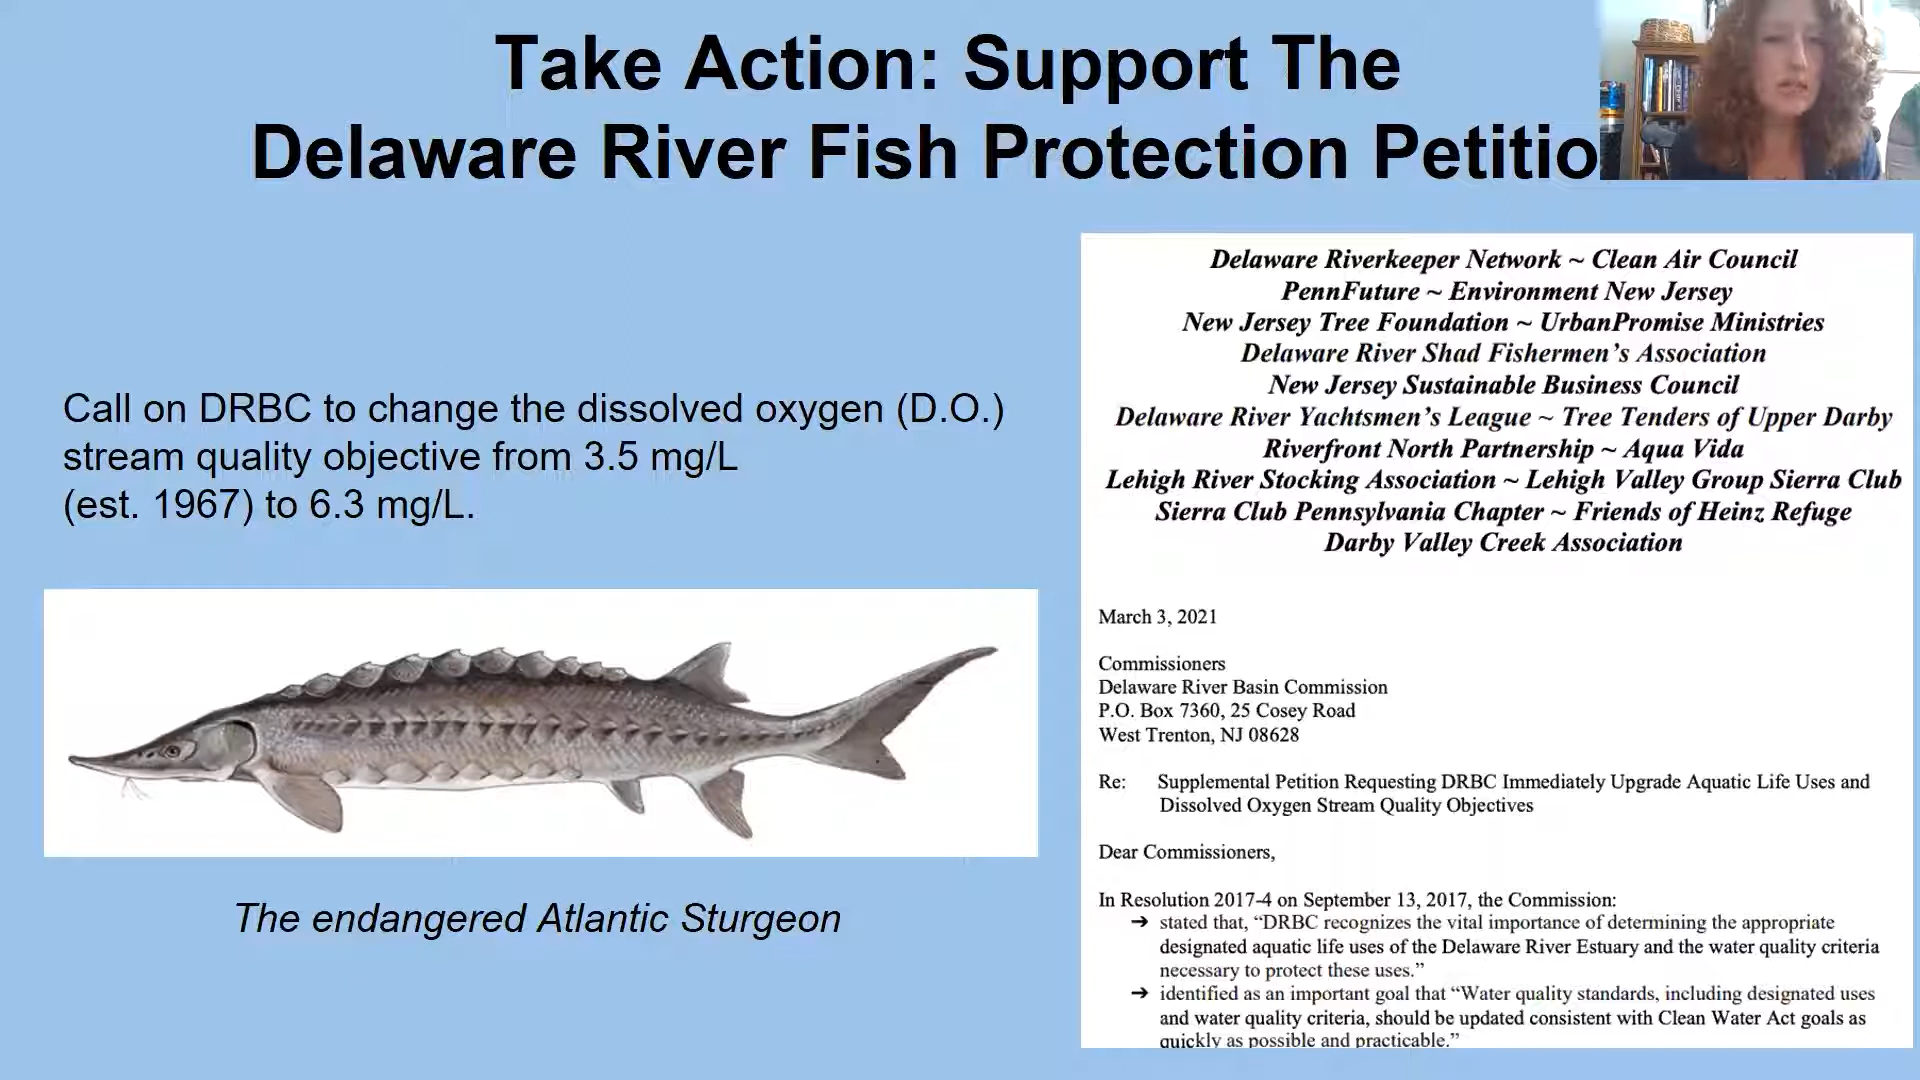 Take Action: Support The
Delaware River Fish Protection Petitio
Call on DRBC to change the dissolved oxygen (D.O.)
stream quality objective from 3.5 mg/L
(est. 1967) to 6.3 mg/L.
The endangered Atlantic Sturgeon
Delaware Riverkeeper Network ~ Clean Air Council
PennFuture ~ Environment New Jersey
New Jersey Tree Foundation ~ UrbanPromise Ministries
Delaware River Shad Fishermen’s Association
New Jersey Sustainable Business Council
Delaware River Yachtsmen’s League ~ Tree Tenders of Upper Darby
Riverfront North Partnership ~ Aqua Vida
Lehigh River Stocking Association ~ Lehigh Valley Group Sierra Club
Sierra Club Pennsylvania Chapter ~ Friends of Heinz Refuge
Darby Valley Creek Association
March 3, 2021
Commissioners
Delaware River Basin Commission
P.O. Box 7360, 25 Cosey Road
West Trenton, NJ 08628
Re: Supplemental Petition Requesting DRBC Immediately Upgrade Aquatic Life Uses and
Dissolved Oxygen Stream Quality Objectives
Dear Commissioners,
In Resolution 2017-4 on September 13, 2017, the Commission:
➔ stated that, “DRBC recognizes the vital importance of determining the appropriate
designated aquatic life uses of the Delaware River Estuary and the water quality criteria
necessary to protect these uses.”
➔ identified as an important goal that “Water quality standards, including designated uses
and water quality criteria, should be updated consistent with Clean Water Act goals as
quickly as possible and practicable.”